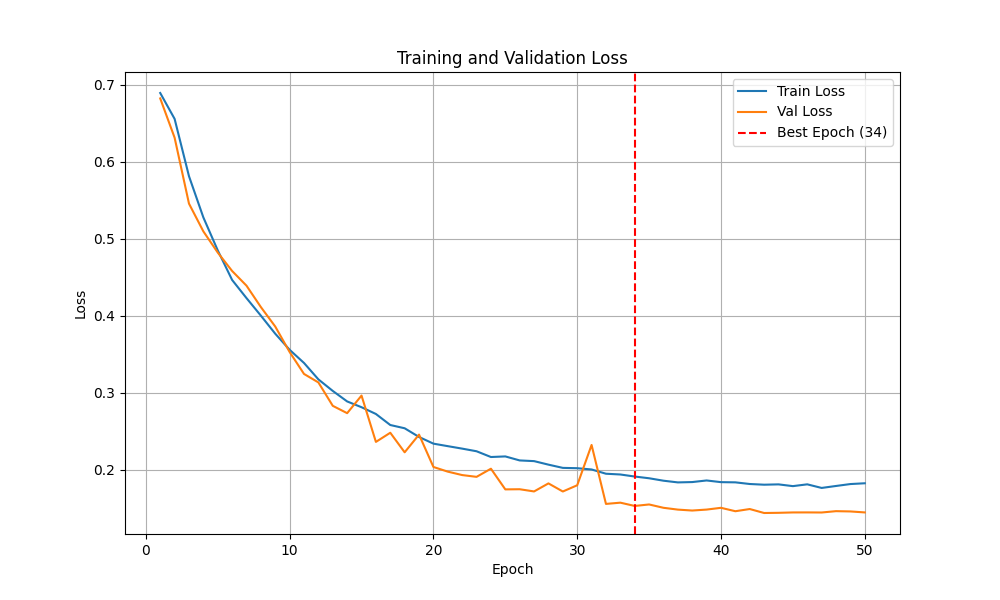 Training and Validation Loss
Train Loss
Val Loss
Best Epoch (34)
0.7
0.6
0.5
0.4
0.3
0.2
Loss
0 10 20 30 40 50
Epoch